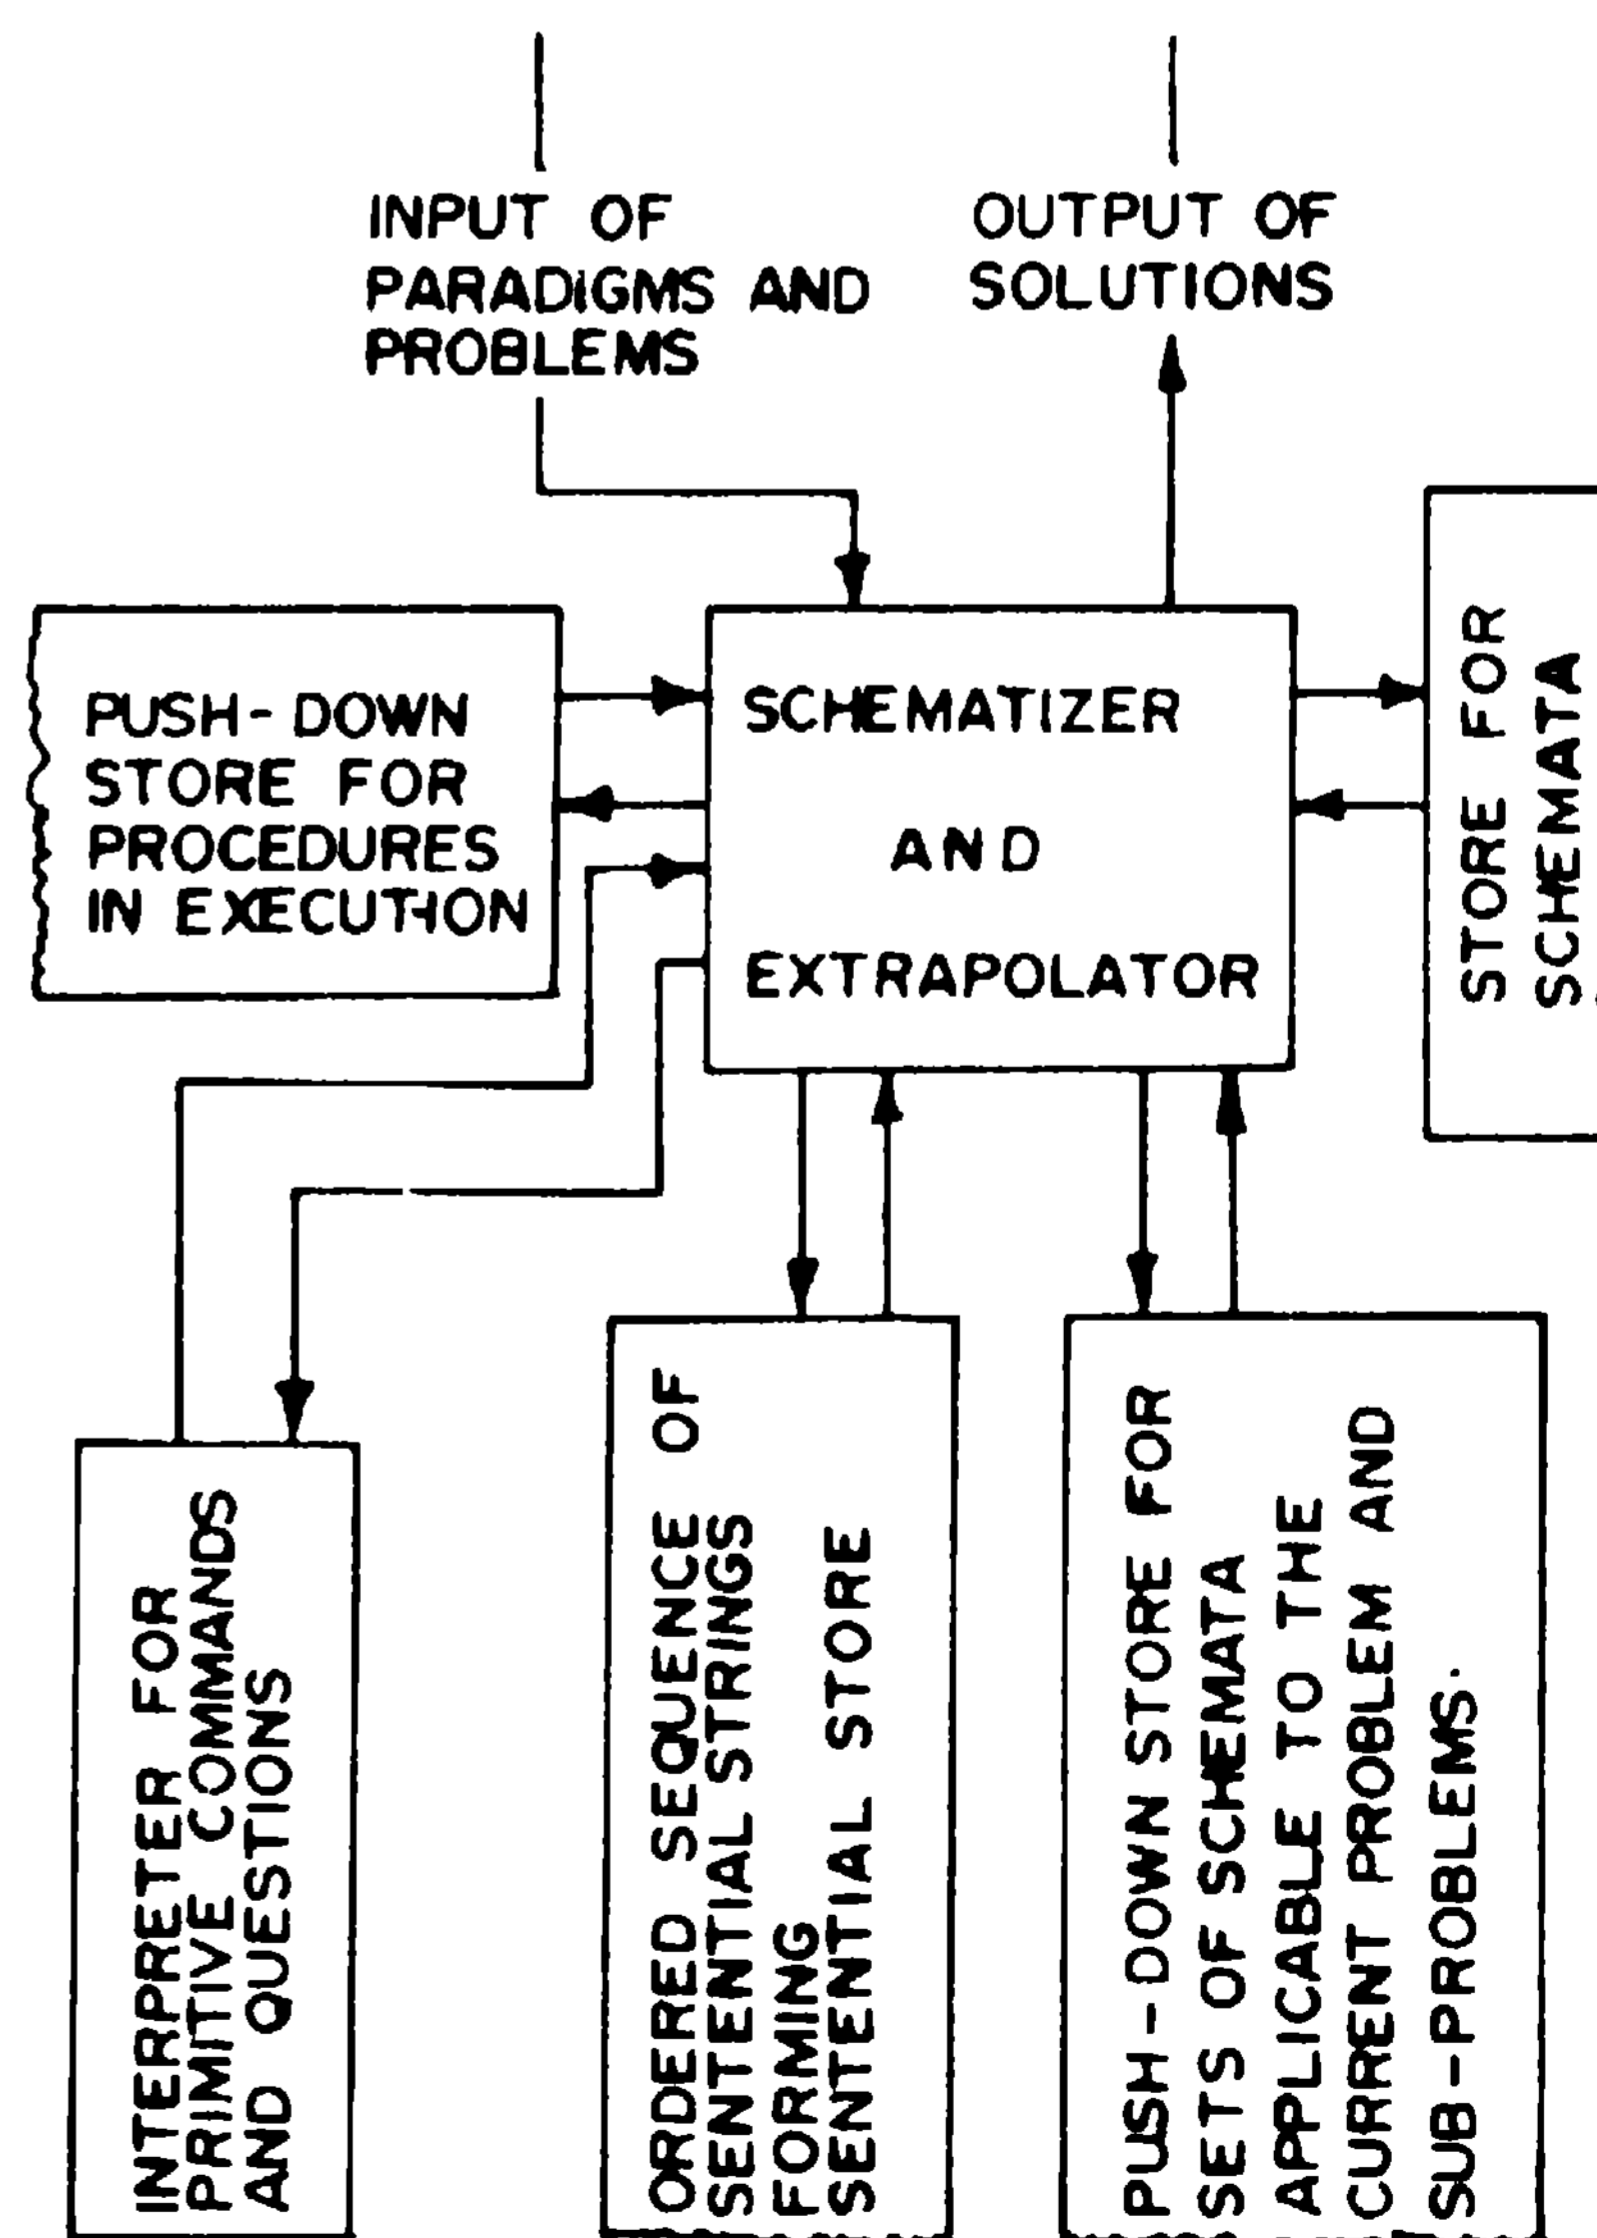 INPUT OF
PARADIGMS AND
PROBLEMS
OUTPUT OF
SOLUTIONS
PUSH-DOWN
STORE FOR
PROCEDURES
IN EXECUTION
SCHEMATIZER
AND
EXTRAPOLATOR
STORE FOR
SCHEMATA
INTERPRETER FOR
PRIMITIVE COMMANDS
AND QUESTIONS
ORDERED SEQUENCE OF
SENTENTIAL STRINGS
FORMING
SENTENTIAL STORE
PUSH-DOWN STORE FOR
SETS OF SCHEMATA
APPLICABLE TO THE
CURRENT PROBLEM AND
SUB-PROBLEMS.